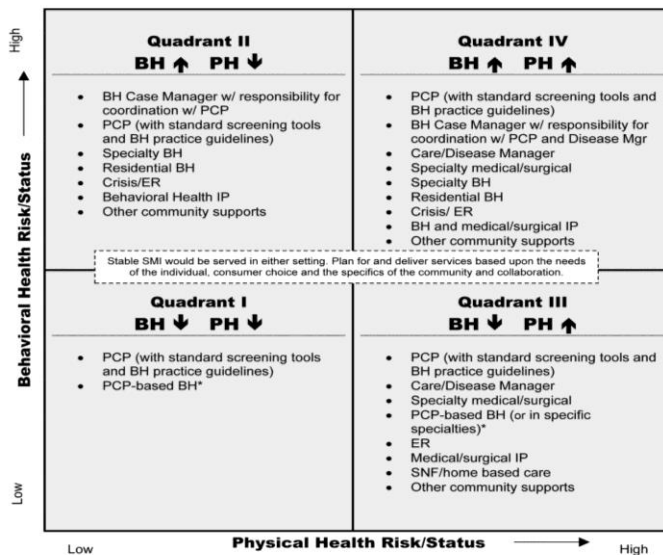 High
Behavioral Health Risk/Status
Low
Quadrant II
BH PH
• BH Case Manager w/ responsibility for
coordination w/ PCP
• PCP (with standard screening tools
and BH practice guidelines)
• Specialty BH
• Residential BH
• Crisis/ER
• Behavioral Health IP
• Other community supports
Quadrant IV
BH PH
• PCP (with standard screening tools and
BH practice guidelines)
• BH Case Manager w/ responsibility for
coordination w/ PCP and Disease Mgr
• Care/Disease Manager
• Specialty medical/surgical
• Specialty BH
• Residential BH
• Crisis/ ER
• BH and medical/surgical IP
• Other community supports
Stable SMI would be served in either setting. Plan for and deliver services based upon the needs
of the individual, consumer choice and the specifics of the community and collaboration.
Quadrant I
BH PH
• PCP (with standard screening tools
and BH practice guidelines)
• PCP-based BH*
Quadrant III
BH PH
• PCP (with standard screening tools and
BH practice guidelines)
• Care/Disease Manager
• Specialty medical/surgical
• PCP-based BH (or in specific
specialties)*
• ER
• Medical/surgical IP
• SNF/home based care
• Other community supports
Low
Physical Health Risk/Status
High